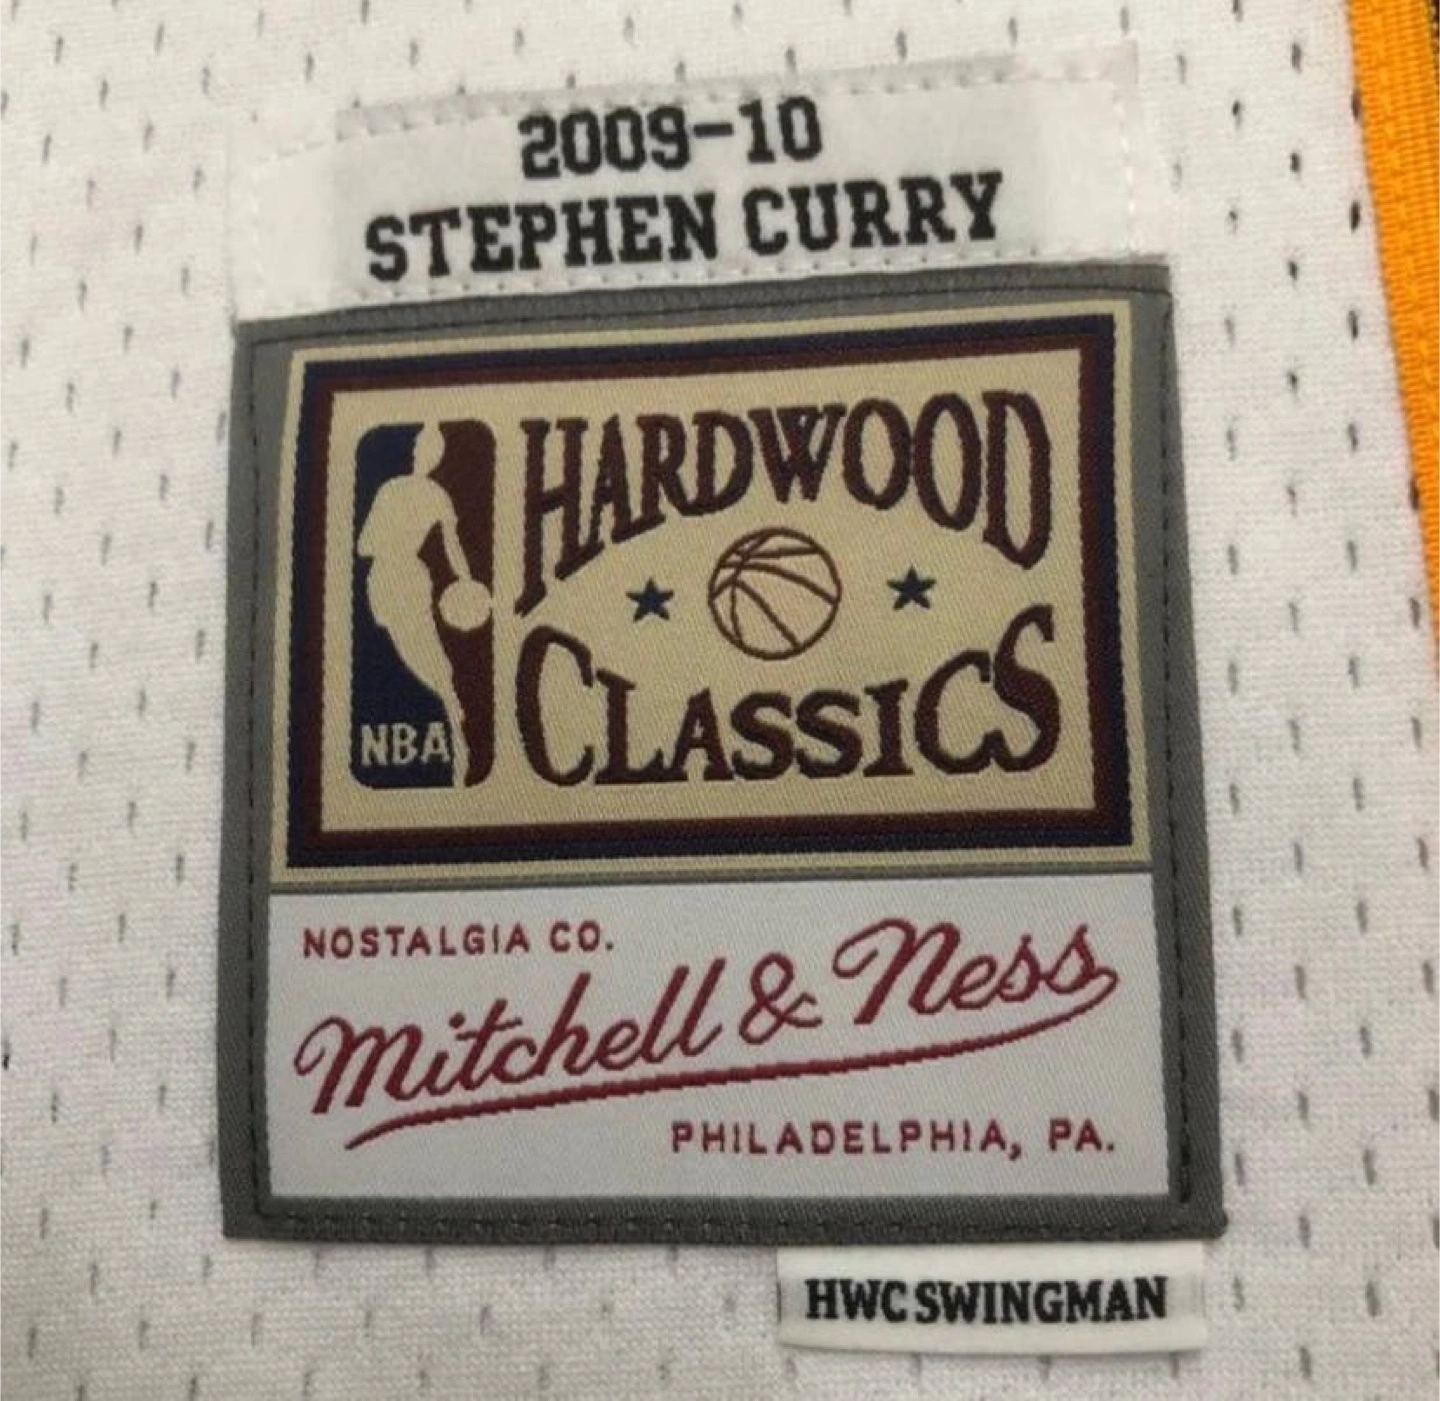 2009-10
STEPHEN CURRY
HARDWOOD
CLASSICS
NBA
NOSTALGIA CO.
Mitchell & Ness
PHILADELPHIA, PA.
HWC SWINGMAN